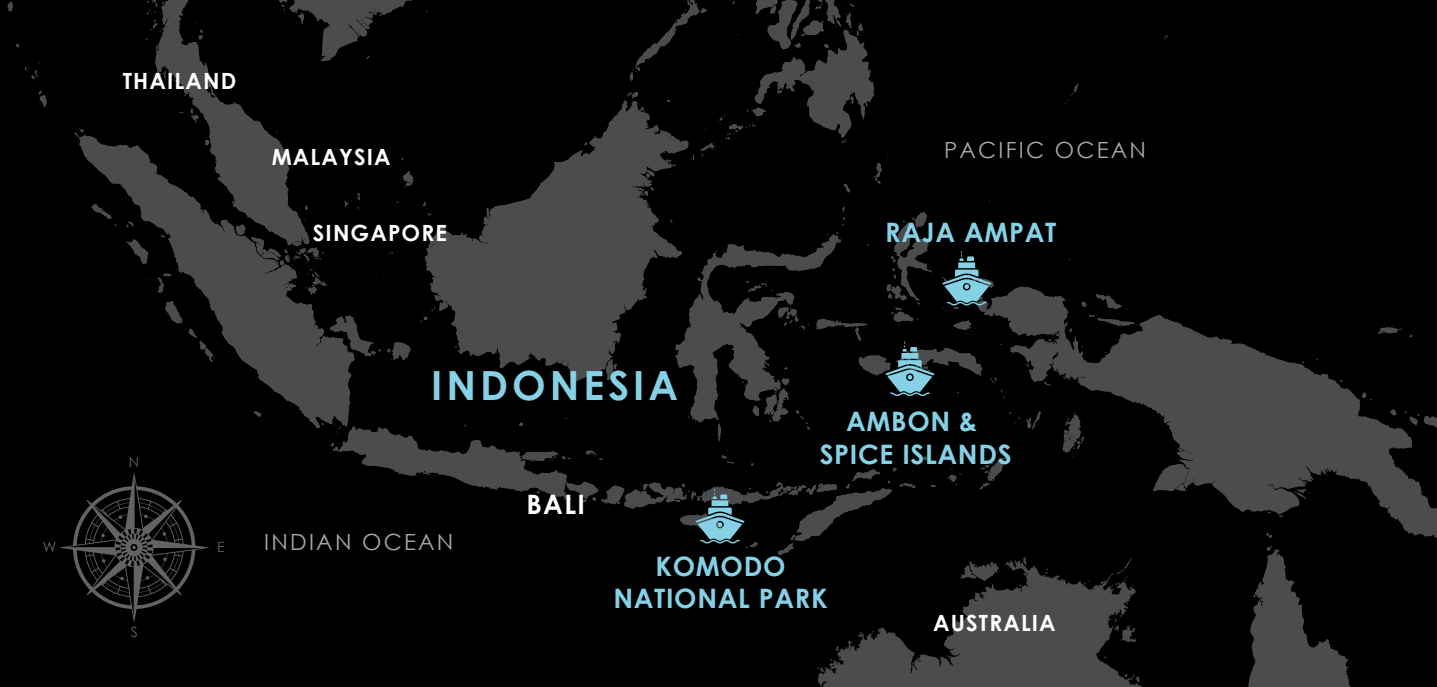 THAILAND
MALAYSIA
PACIFIC OCEAN
SINGAPORE
RAJA AMPAT
INDONESIA
AMBON &
SPICE ISLANDS
N
W
E
S
BALI
INDIAN OCEAN
KOMODO
NATIONAL PARK
AUSTRALIA